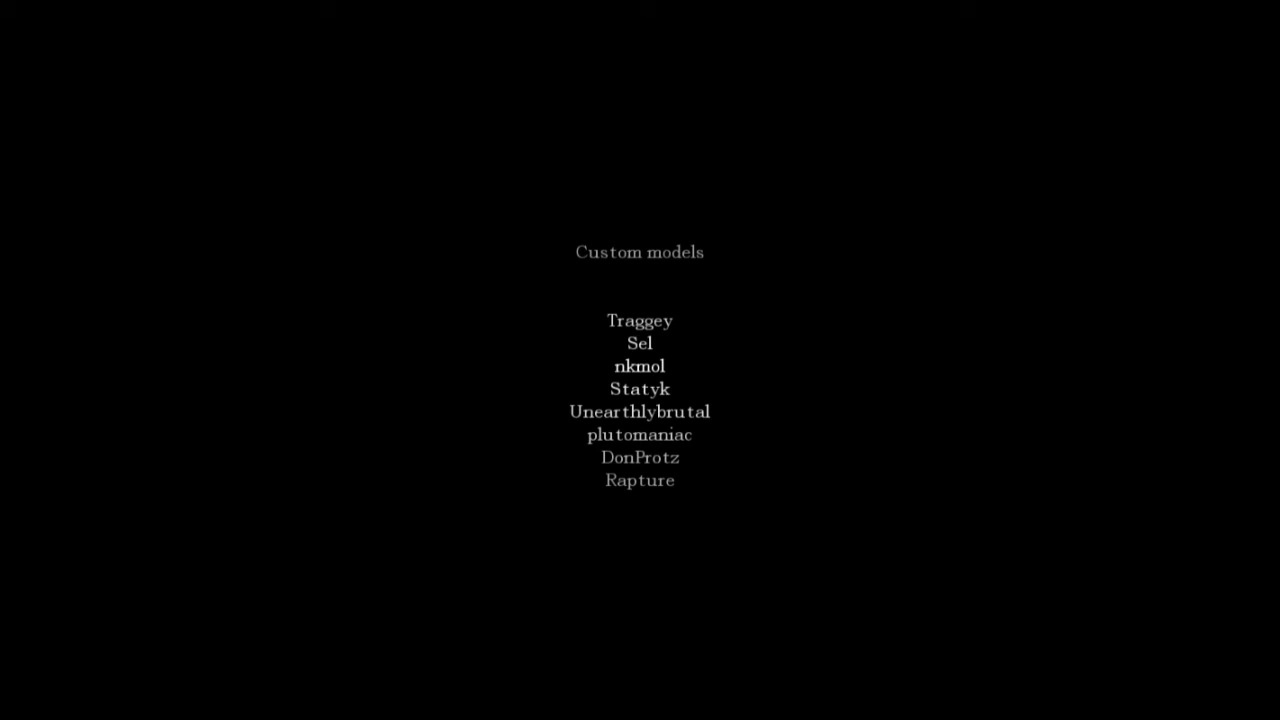 Custom models
Traggey
Sel
nkmol
Statyk
Unearthlybrutal
plutomaniac
DonProtz
Rapture